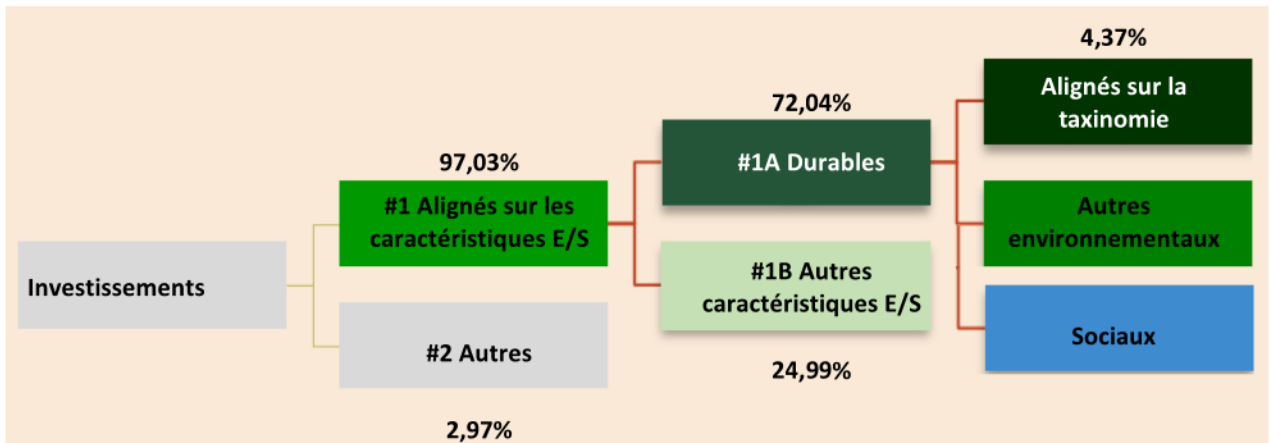 4,37%
Alignés sur la
taxinomie
72,04%
#1A Durables
97,03%
#1 Alignés sur les
caractéristiques E/S
Autres
environnementaux
Investissements
#1B Autres
caractéristiques E/S
#2 Autres
Sociaux
24,99%
2,97%